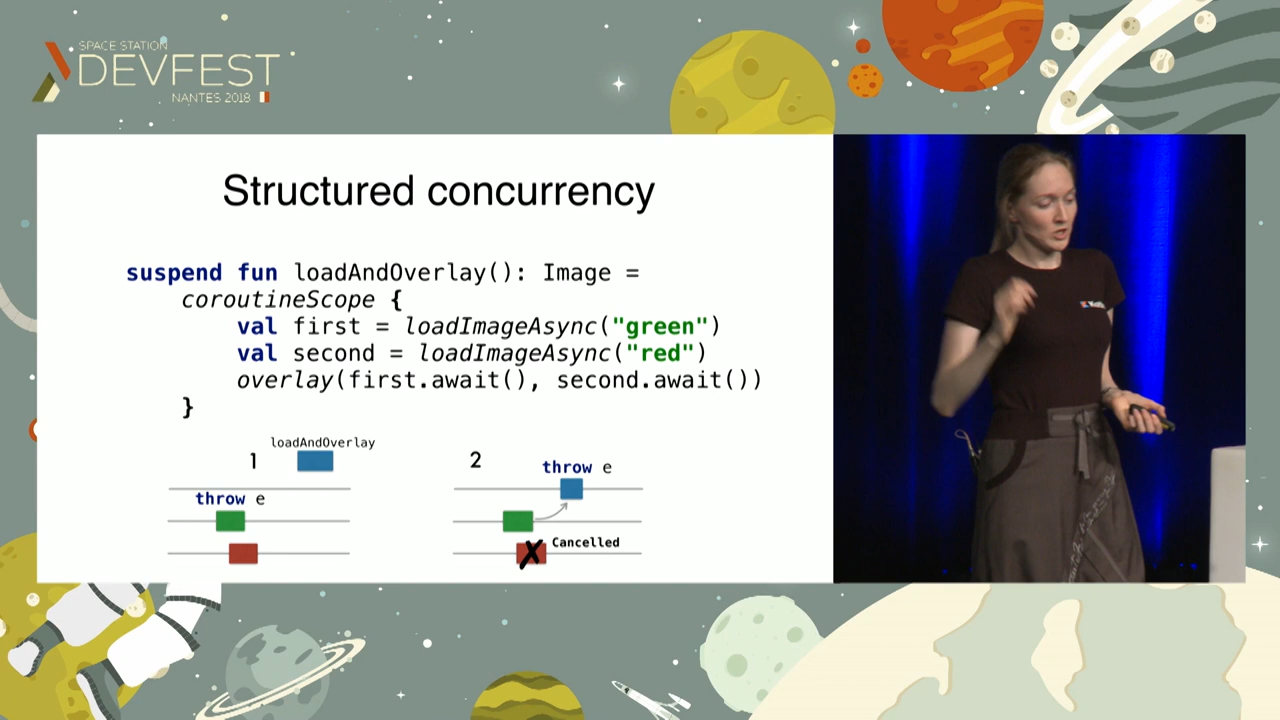 SPACE STATION
DEVFEST
NANTES 2018
Structured concurrency
suspend fun loadAndOverlay(): Image =
coroutineScope {
val first = loadImageAsync("green")
val second = loadImageAsync("red")
overlay(first.await(), second.await())
}
loadAndOverlay
1
throw e
2
throw e
Cancelled